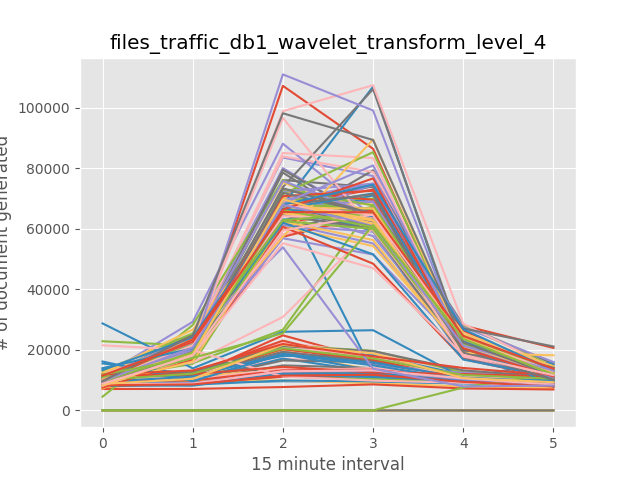 files_traffic_db1_wavelet_transform_level_4
100000
80000
60000
40000
20000
0
0 1 2 3 4 5
15 minute interval
# of document generated